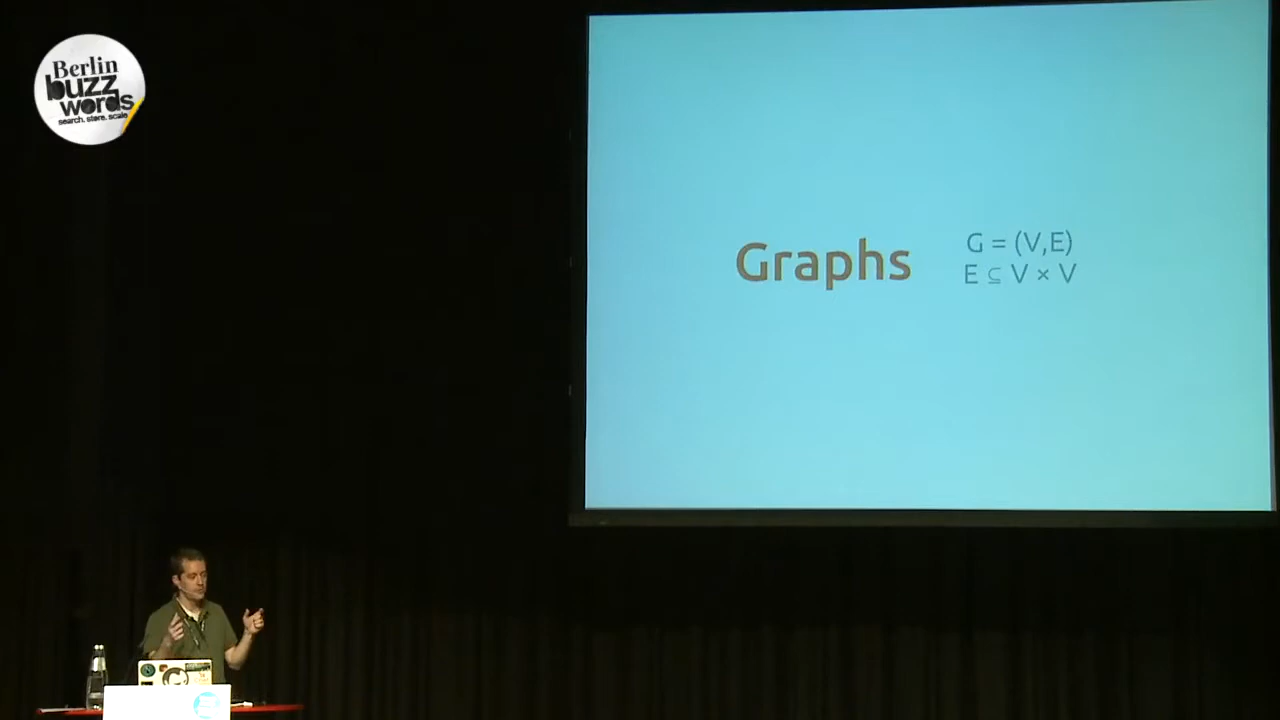 Berlin
buzz
words
search. store. scale
Graphs
G = (V,E)
E ⊆ V × V